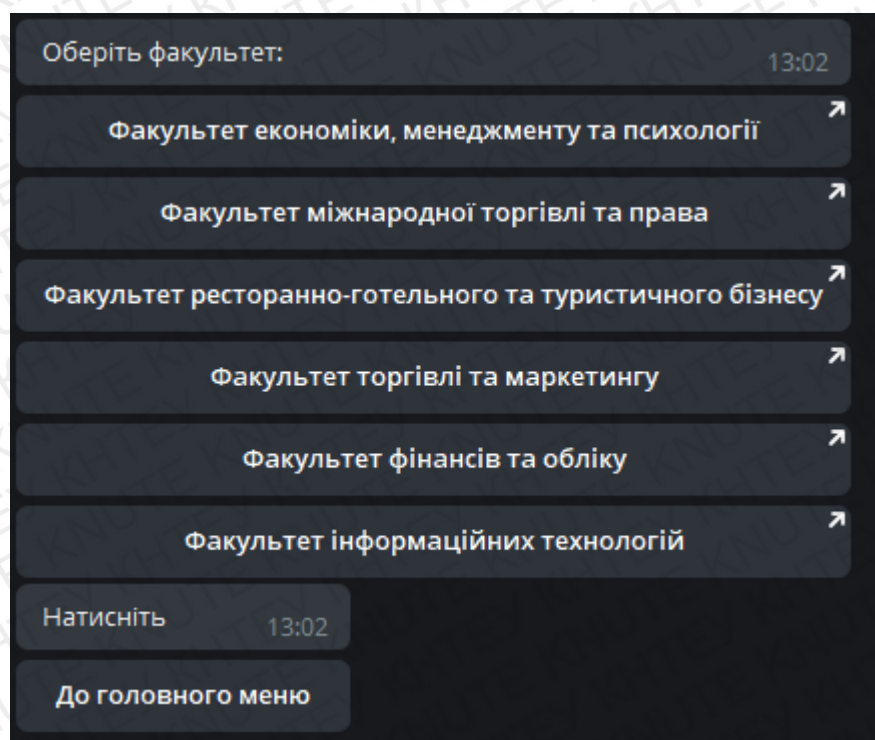 Оберіть факультет:
13:02
Факультет економіки, менеджменту та психології
Факультет міжнародної торгівлі та права
Факультет ресторанно-готельного та туристичного бізнесу
Факультет торгівлі та маркетингу
Факультет фінансів та обліку
Факультет інформаційних технологій
Натисніть
13:02
До головного меню